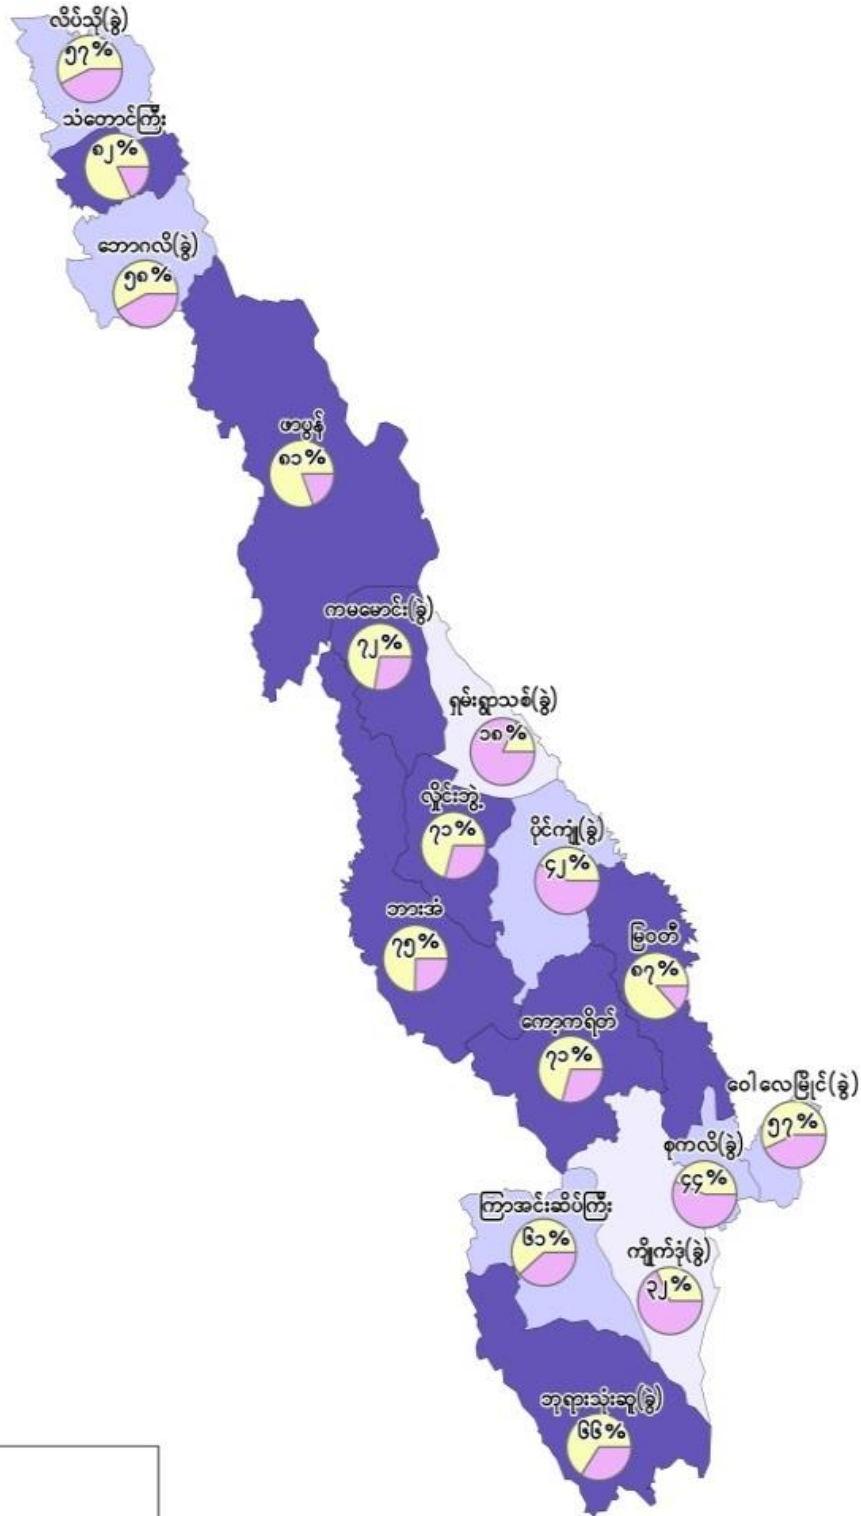 လိပ်သို(ခွဲ)
၅၇%
သံတောင်ကြီး
၈၂%
ဘောဂလိ(ခွဲ)
၅၈%
ဖာပွန်
၈၁%
ကမမောင်း(ခွဲ)
၇၂%
ရှမ်းရွာသစ်(ခွဲ)
၁၈%
လှိုင်းဘွဲ့
၇၁%
ပိုင်ကျုံ(ခွဲ)
၄၂%
ဘားအံ
၇၅%
မြဝတီ
၈၇%
ကော့ကရိတ်
၇၁%
ဝေါလေမြိုင်(ခွဲ)
၅၇%
စုကလိ(ခွဲ)
၄၄%
ကြာအင်းဆိပ်ကြီး
၆၁%
ကျိုက်ဒုံ(ခွဲ)
၃၂%
ဘုရားသုံးဆူ(ခွဲ)
၆၆%